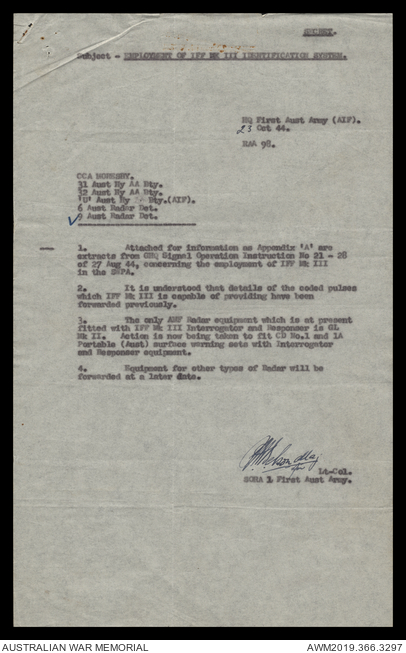 SECRET.
Subject - EMPLOYMENT OF IFF Mk III IDENTIFICATION SYSTEM.
HQ First Aust Army (AIF).
23 Oct 44.
RAA 98.
CCA
31 Aust Hy AA Bty.
32 Aust Hy AA Bty.
'U' Aust Hy Bty.(AIF).
6 Aust Radar Det.
9 Aust Radar Det.
1. Attached for information as Appendix 'A' are
extracts from GHQ Signal Operation Instruction No 21 - 28
of 27 Aug 44, concerning the employment of IFF Mk III
in the SWPA.
2. It is understood that details of the coded pulses
which IFF Mk III is capable of providing have been
forwarded previously.
3. The only AMF Radar equipment which is at present
fitted with IFF Mk III Interrogator and Responser is GL
Mk II. Action is now being taken to fit CD No.1 and 1A
Portable (Aust) surface warning sets with Interrogator
and Responser equipment.
4. Equipment for other types of Radar will be
forwarded at a later date.
Maj
Lt-Col.
SORA 1 First Aust Army.
AUSTRALIAN WAR MEMORIAL
AWM2019.366.3297